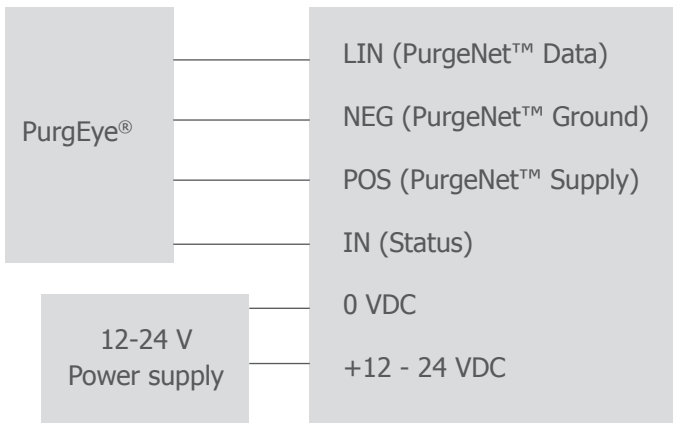 PurgEye®
LIN (PurgeNet™ Data)
NEG (PurgeNet™ Ground)
POS (PurgeNet™ Supply)
IN (Status)
12-24 V
Power supply
0 VDC
+12 - 24 VDC